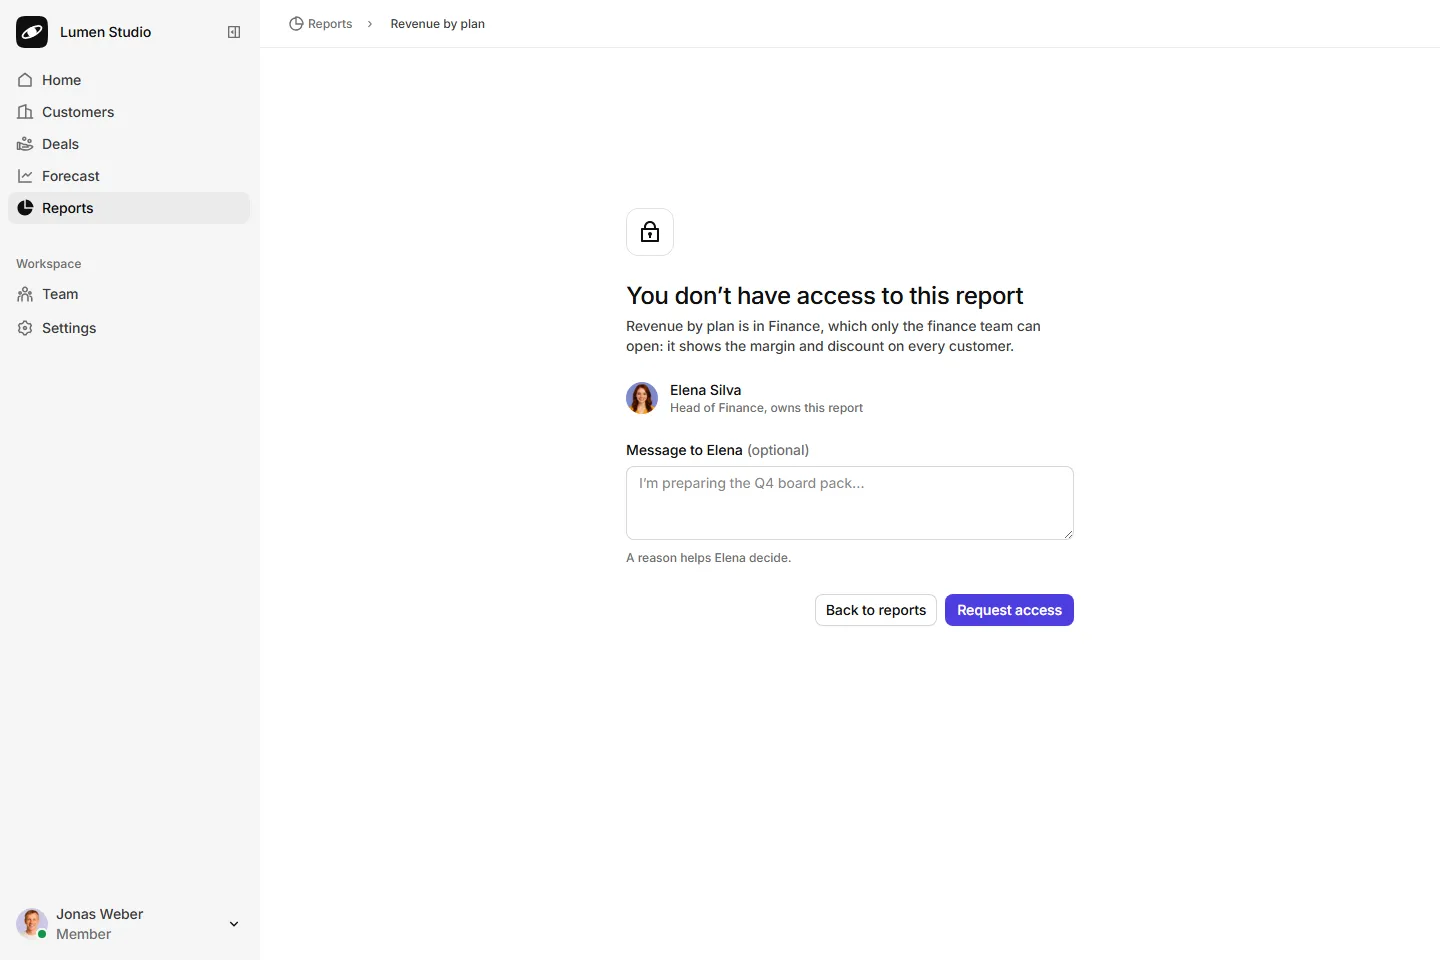 Lumen Studio
Home
Customers
Deals
Forecast
Reports
Workspace
Team
Settings
Jonas Weber
Member
Reports
Revenue by plan
You don’t have access to this report
Revenue by plan is in Finance, which only the finance team can
open: it shows the margin and discount on every customer.
Elena Silva
Head of Finance, owns this report
Message to Elena (optional)
I’m preparing the Q4 board pack…
A reason helps Elena decide.
Back to reports
Request access